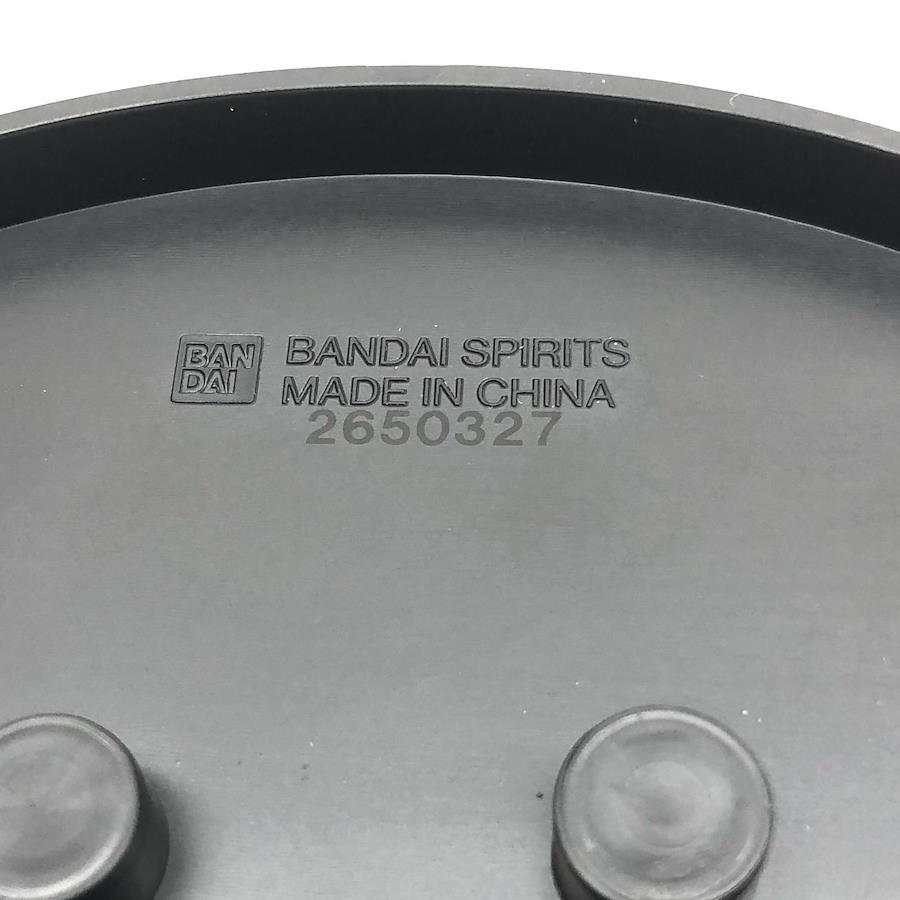 BAN
DAI
BANDAI SPIRITS
MADE IN CHINA
2650327